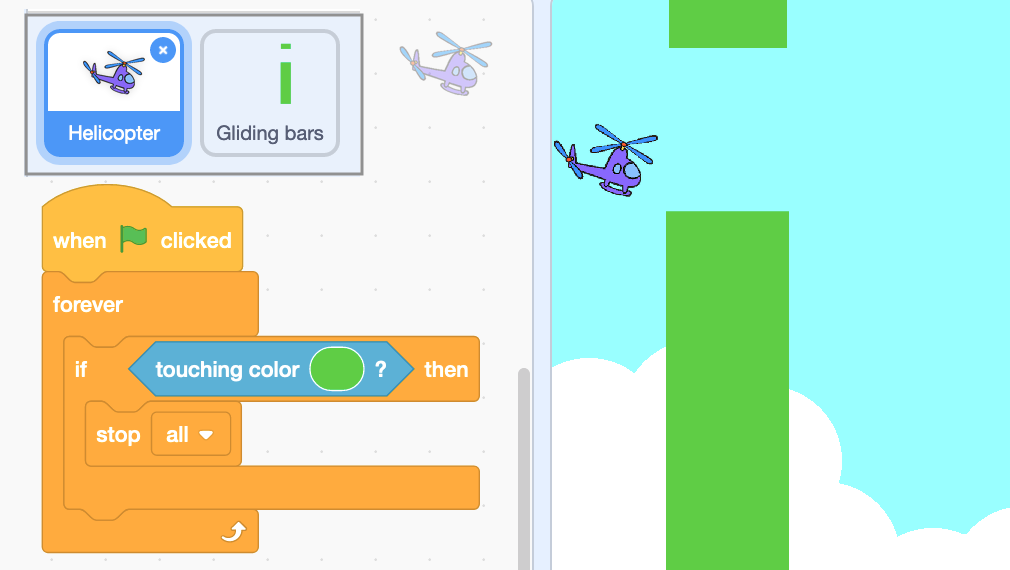 Helicopter
Gliding bars
when clicked
forever
if touching color ? then
stop all